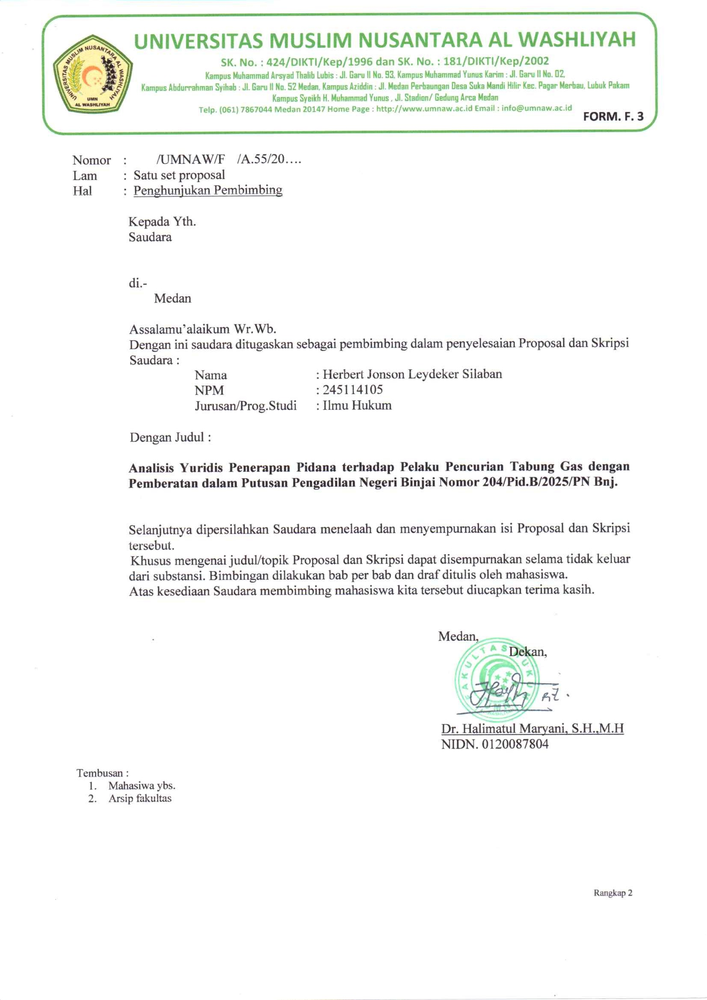 UNIVERSITAS MUSLIM NUSANTARA AL WASHLIYAH
UMN
AL WASHLIYAH
UNIVERSITAS MUSLIM NUSANTARA AL WASHLIYAH
SK. No. : 424/DIKTI/Kep/1996 dan SK. No. : 181/DIKTI/Kep/2002
Kampus Muhammad Arsyad Thalib Lubis : Jl. Garu II No. 93, Kampus Muhammad Yunus Karim : Jl. Garu II No. 02,
Kampus Abdurrahman Syihab : Jl. Garu II No. 52 Medan, Kampus Aziddin : Jl. Medan Perbaungan Desa Suka Mandi Hilir Kec. Pagar Merbau, Lubuk Pakam
Kampus Syeikh H. Muhammad Yunus , Jl. Stadion/ Gedung Arca Medan
Telp. (061) 7867044 Medan 20147 Home Page : http://www.umnaw.ac.id Email : info@umnaw.ac.id
FORM. F. 3
Nomor : /UMNAW/F /A.55/20....
Lam : Satu set proposal
Hal : Penghunjukan Pembimbing
Kepada Yth.
Saudara
di.-
Medan
Assalamu'alaikum Wr.Wb.
Dengan ini saudara ditugaskan sebagai pembimbing dalam penyelesaian Proposal dan Skripsi
Saudara :
Nama : Herbert Jonson Leydeker Silaban
NPM : 245114105
Jurusan/Prog.Studi : Ilmu Hukum
Dengan Judul :
Analisis Yuridis Penerapan Pidana terhadap Pelaku Pencurian Tabung Gas dengan
Pemberatan dalam Putusan Pengadilan Negeri Binjai Nomor 204/Pid.B/2025/PN Bnj.
Selanjutnya dipersilahkan Saudara menelaah dan menyempurnakan isi Proposal dan Skripsi
tersebut.
Khusus mengenai judul/topik Proposal dan Skripsi dapat disempurnakan selama tidak keluar
dari substansi. Bimbingan dilakukan bab per bab dan draf ditulis oleh mahasiswa.
Atas kesediaan Saudara membimbing mahasiswa kita tersebut diucapkan terima kasih.
Medan,
Dekan,
FAKULTAS HUKUM
UMN
AL WASHLIYAH
Dr. Halimatul Maryani, S.H.,M.H
NIDN. 0120087804
Tembusan :
1. Mahasiwa ybs.
2. Arsip fakultas
Rangkap 2